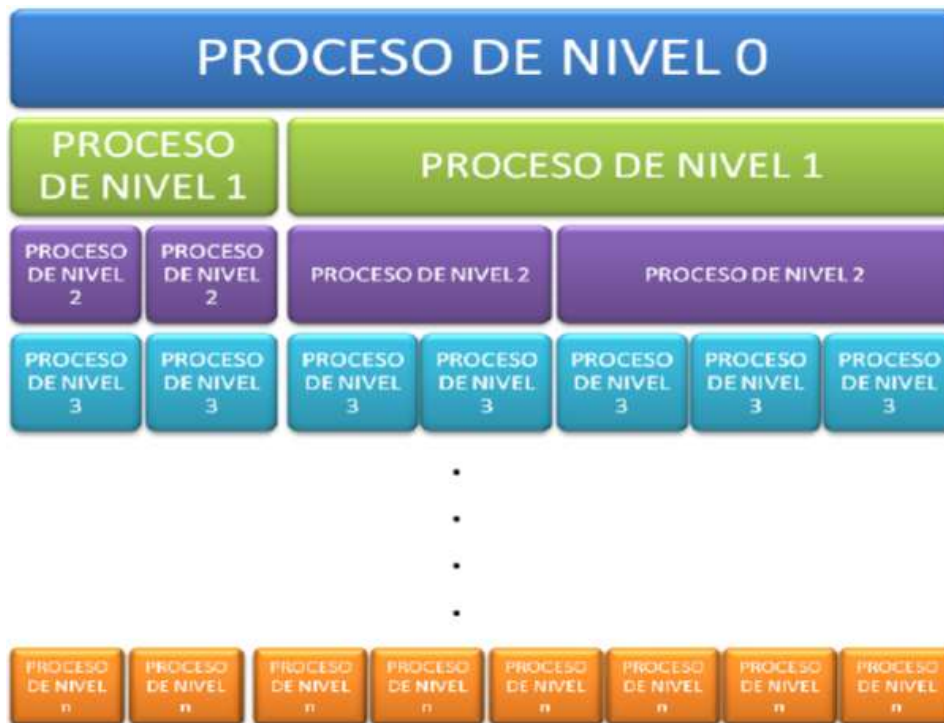 PROCESO DE NIVEL 0
PROCESO
DE NIVEL 1
PROCESO DE NIVEL 1
PROCESO
DE NIVEL
2
PROCESO
DE NIVEL
2
PROCESO DE NIVEL 2
PROCESO DE NIVEL 2
PROCESO
DE NIVEL
3
PROCESO
DE NIVEL
3
PROCESO
DE NIVEL
3
PROCESO
DE NIVEL
3
PROCESO
DE NIVEL
3
PROCESO
DE NIVEL
3
PROCESO
DE NIVEL
3
PROCESO
DE NIVEL
n
PROCESO
DE NIVEL
n
PROCESO
DE NIVEL
n
PROCESO
DE NIVEL
n
PROCESO
DE NIVEL
n
PROCESO
DE NIVEL
n
PROCESO
DE NIVEL
n
PROCESO
DE NIVEL
n